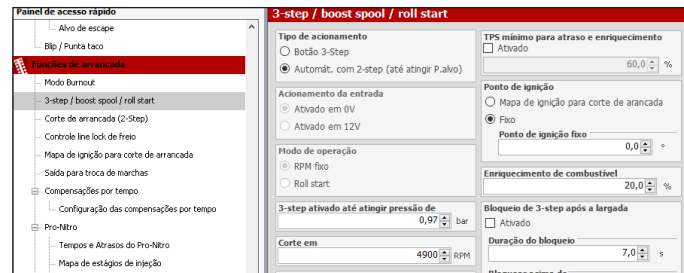 Painel de acesso rápido
Alvo de escape
Blip / Punta taco
Funções de arrancada
Modo Burnout
3-step / boost spool / roll start
Corte de arrancada (2-Step)
Controle line lock de freio
Mapa de ignição para corte de arrancada
Saída para troca de marchas
Compensações por tempo
Configuração das compensações por tempo
Pro-Nitro
Tempos e Atrasos do Pro-Nitro
Mapa de estágios de injeção
3-step / boost spool / roll start
Tipo de acionamento
Botão 3-Step
Automát. com 2-step (até atingir P.alvo)
Acionamento da entrada
Ativado em 0V
Ativado em 12V
Modo de operação
RPM fixo
Roll start
3-step ativado até atingir pressão de
0,97 bar
Corte em
4900 RPM
TPS mínimo para atraso e enriquecimento
Ativado
60,0 %
Ponto de ignição
Mapa de ignição para corte de arancada
Fixo
Ponto de ignição fixo
0,0 °
Enriquecimento de combustível
20,0 %
Bloqueio de 3-step após a largada
Ativado
Duração do bloqueio
7,0 s
Bloquear acima de